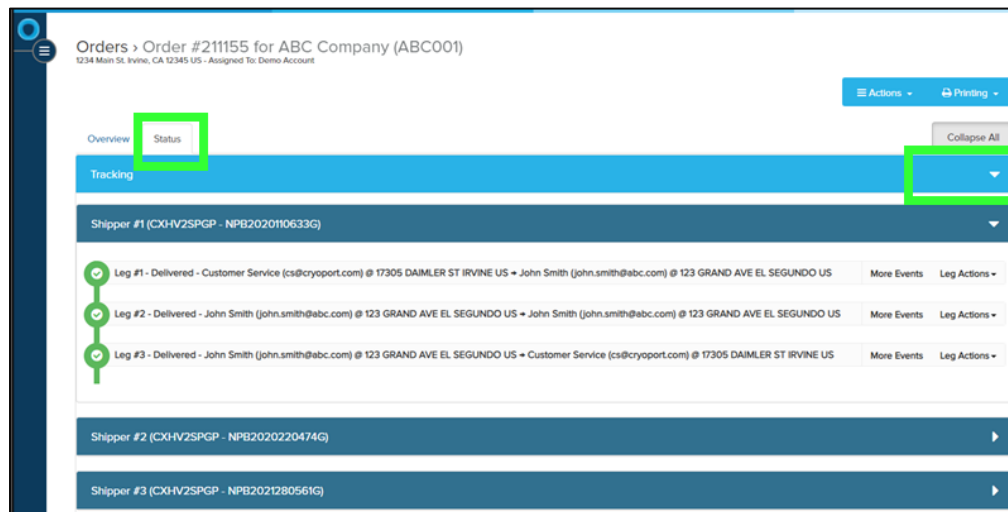 Orders › Order #211155 for ABC Company (ABC001)
1234 Main St. Irvine, CA 12345 US - Assigned To: Demo Account
Actions
Printing
Overview
Status
Collapse All
Tracking
Shipper #1 (CXHV2SPGP - NPB2020110633G)
Leg #1 - Delivered - Customer Service (cs@cryoport.com) @ 17305 DAIMLER ST IRVINE US → John Smith (john.smith@abc.com) @ 123 GRAND AVE EL SEGUNDO US More Events Leg Actions
Leg #2 - Delivered - John Smith (john.smith@abc.com) @ 123 GRAND AVE EL SEGUNDO US → John Smith (john.smith@abc.com) @ 123 GRAND AVE EL SEGUNDO US More Events Leg Actions
Leg #3 - Delivered - John Smith (john.smith@abc.com) @ 123 GRAND AVE EL SEGUNDO US → Customer Service (cs@cryoport.com) @ 17305 DAIMLER ST IRVINE US More Events Leg Actions
Shipper #2 (CXHV2SPGP - NPB2020220474G)
Shipper #3 (CXHV2SPGP - NPB2021280561G)